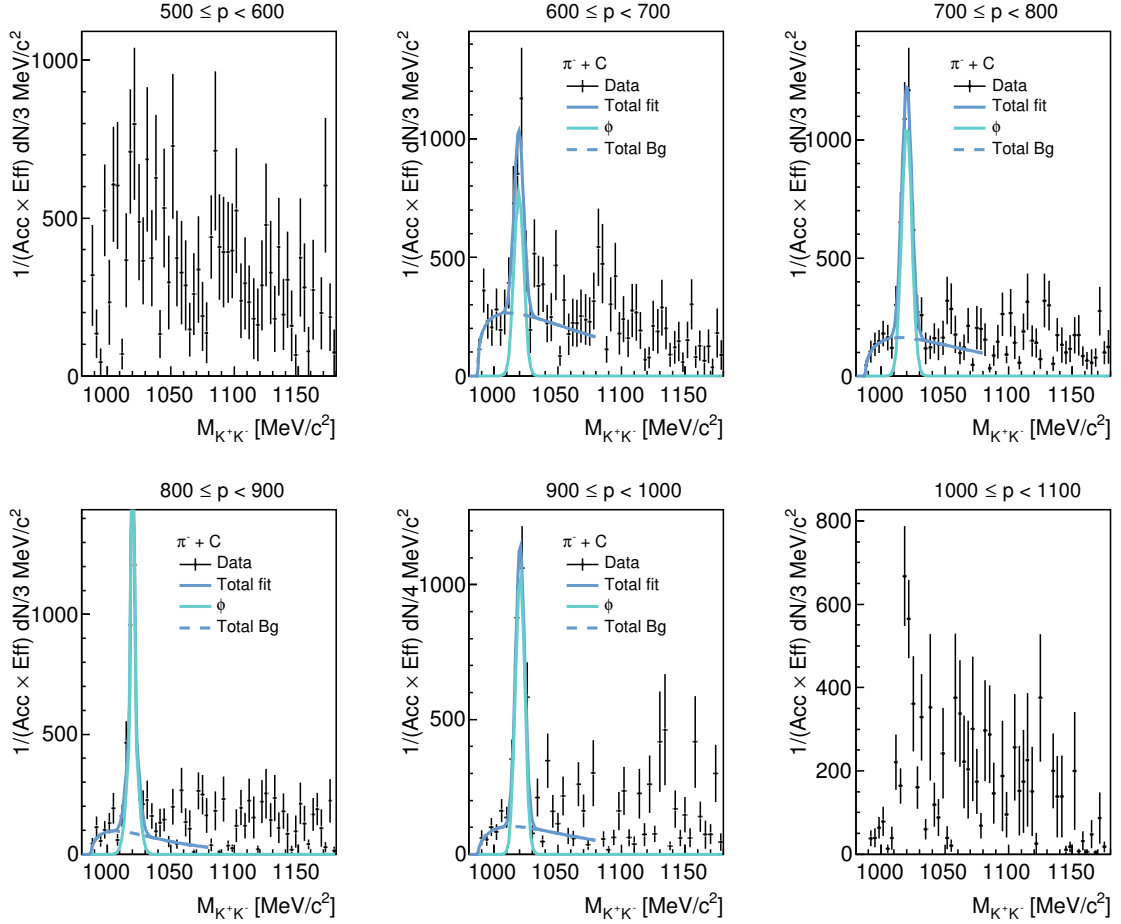 500 ≤ p < 600
1/(Acc × Eff) dN/3 MeV/c²
1000
500
0
1000 1050 1100 1150
M_K⁺K⁻ [MeV/c²]
600 ≤ p < 700
1/(Acc × Eff) dN/3 MeV/c²
π⁻ + C
Data
Total fit
ϕ
Total Bg
1000
500
0
1000 1050 1100 1150
M_K⁺K⁻ [MeV/c²]
700 ≤ p < 800
1/(Acc × Eff) dN/3 MeV/c²
π⁻ + C
Data
Total fit
ϕ
Total Bg
1000
500
0
1000 1050 1100 1150
M_K⁺K⁻ [MeV/c²]
800 ≤ p < 900
1/(Acc × Eff) dN/3 MeV/c²
π⁻ + C
Data
Total fit
ϕ
Total Bg
1000
500
0
1000 1050 1100 1150
M_K⁺K⁻ [MeV/c²]
900 ≤ p < 1000
1/(Acc × Eff) dN/4 MeV/c²
π⁻ + C
Data
Total fit
ϕ
Total Bg
1000
500
0
1000 1050 1100 1150
M_K⁺K⁻ [MeV/c²]
1000 ≤ p < 1100
1/(Acc × Eff) dN/3 MeV/c²
800
600
400
200
0
1000 1050 1100 1150
M_K⁺K⁻ [MeV/c²]